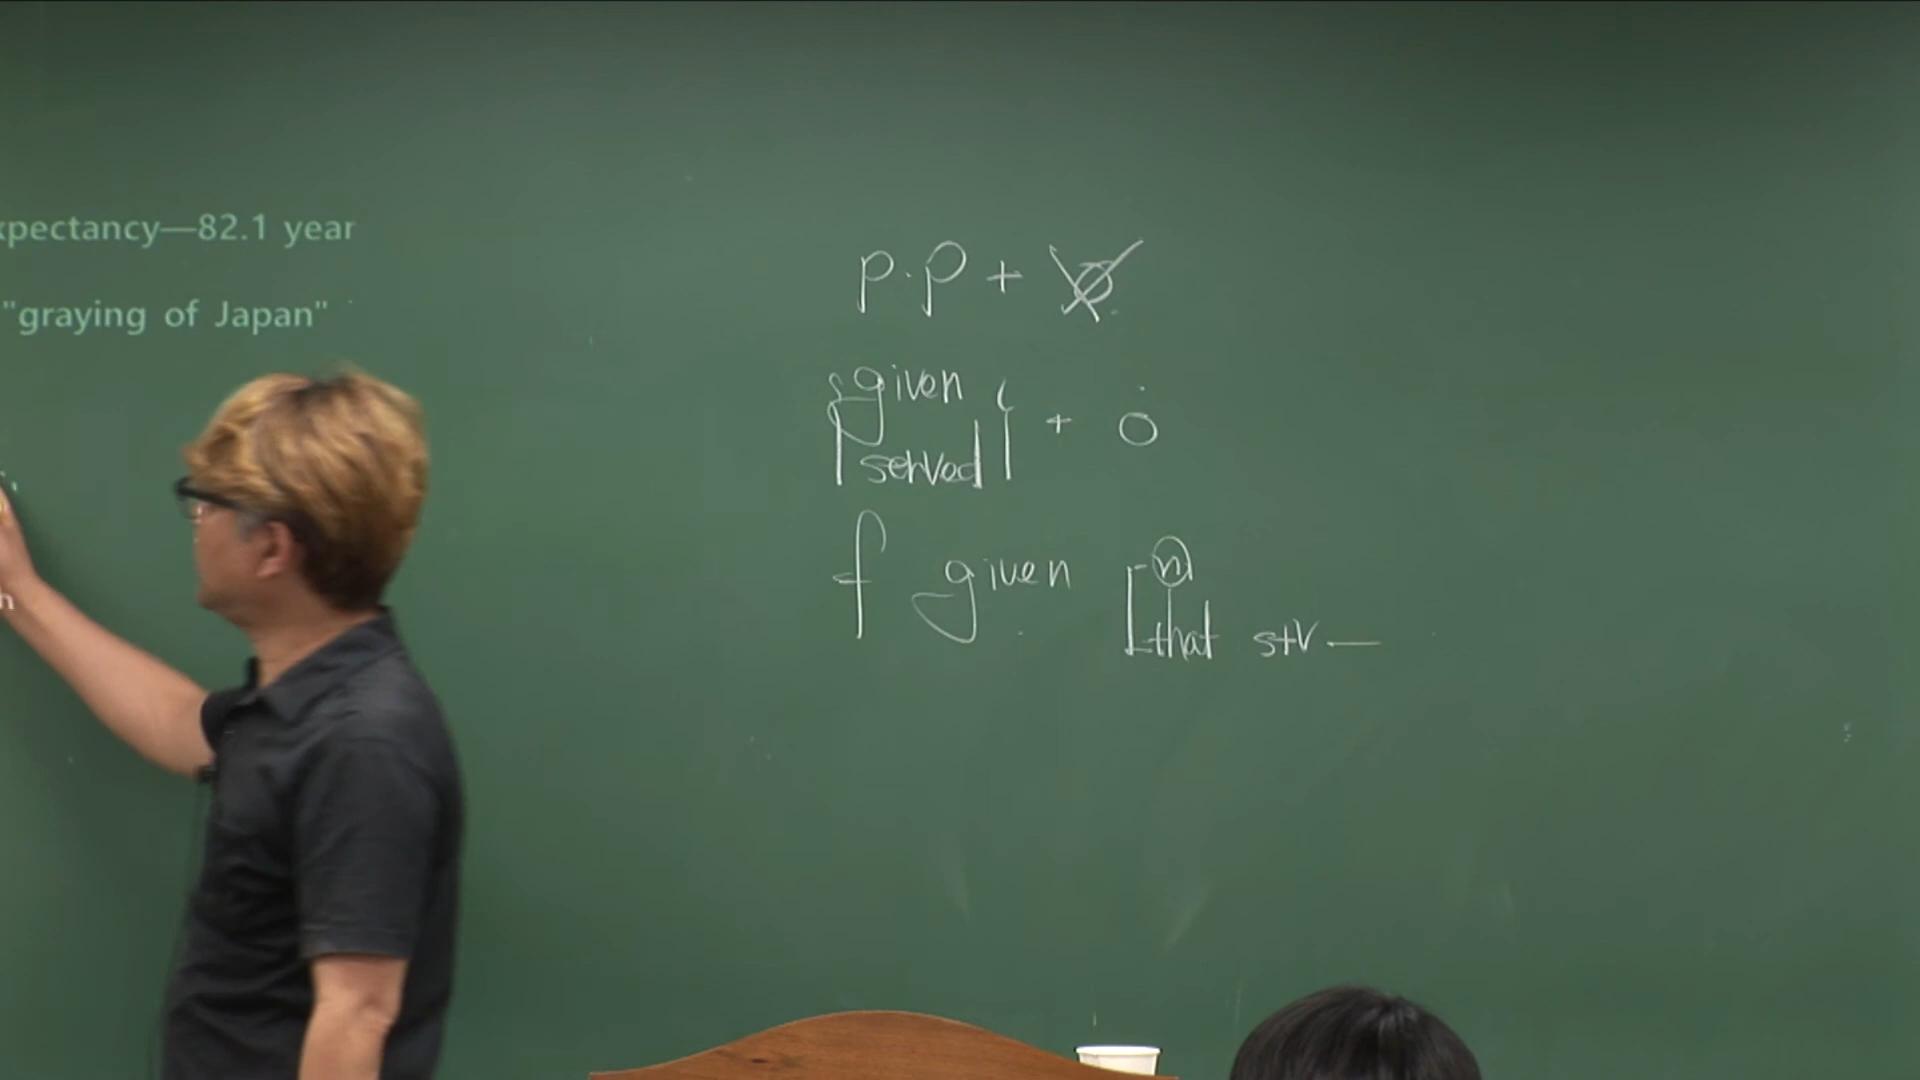 xpectancy—82.1 year
"graying of Japan"
h
p.p + O
given
served + O
f given n
that s+v —